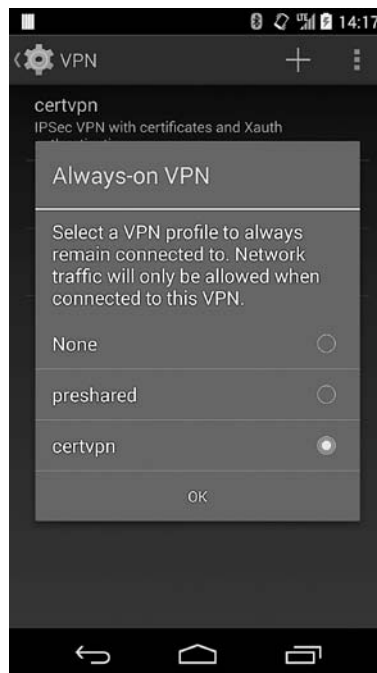 LTE 14:17
VPN
certvpn
IPSec VPN with certificates and Xauth
Always-on VPN
Select a VPN profile to always
remain connected to. Network
traffic will only be allowed when
connected to this VPN.
None
preshared
certvpn
OK